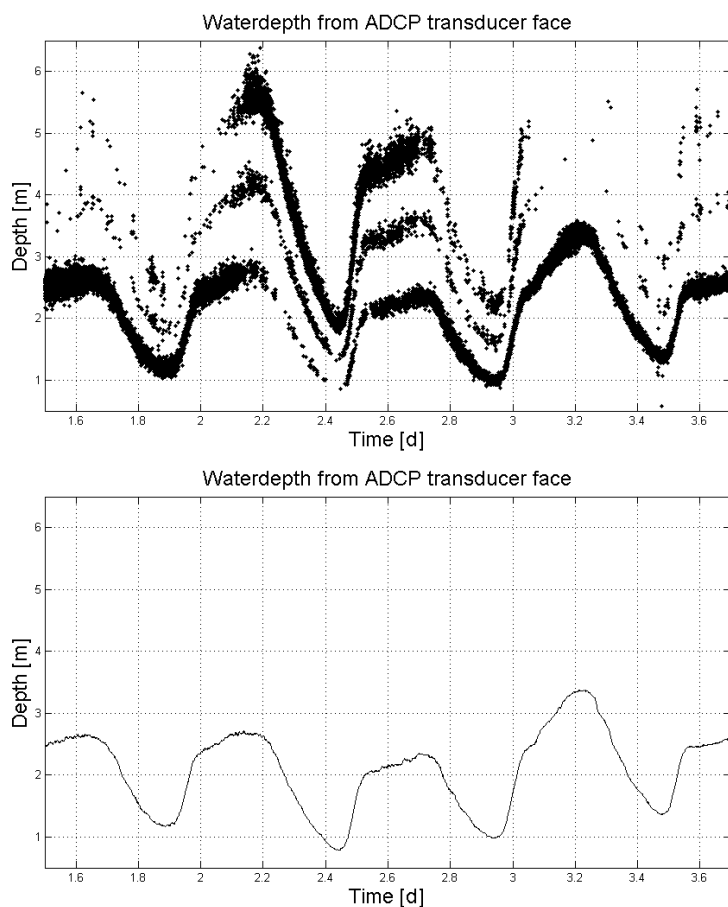 Waterdepth from ADCP transducer face
Depth [m]
6
5
4
3
2
1
1.6 1.8 2 2.2 2.4 2.6 2.8 3 3.2 3.4 3.6
Time [d]
Waterdepth from ADCP transducer face
Depth [m]
6
5
4
3
2
1
1.6 1.8 2 2.2 2.4 2.6 2.8 3 3.2 3.4 3.6
Time [d]